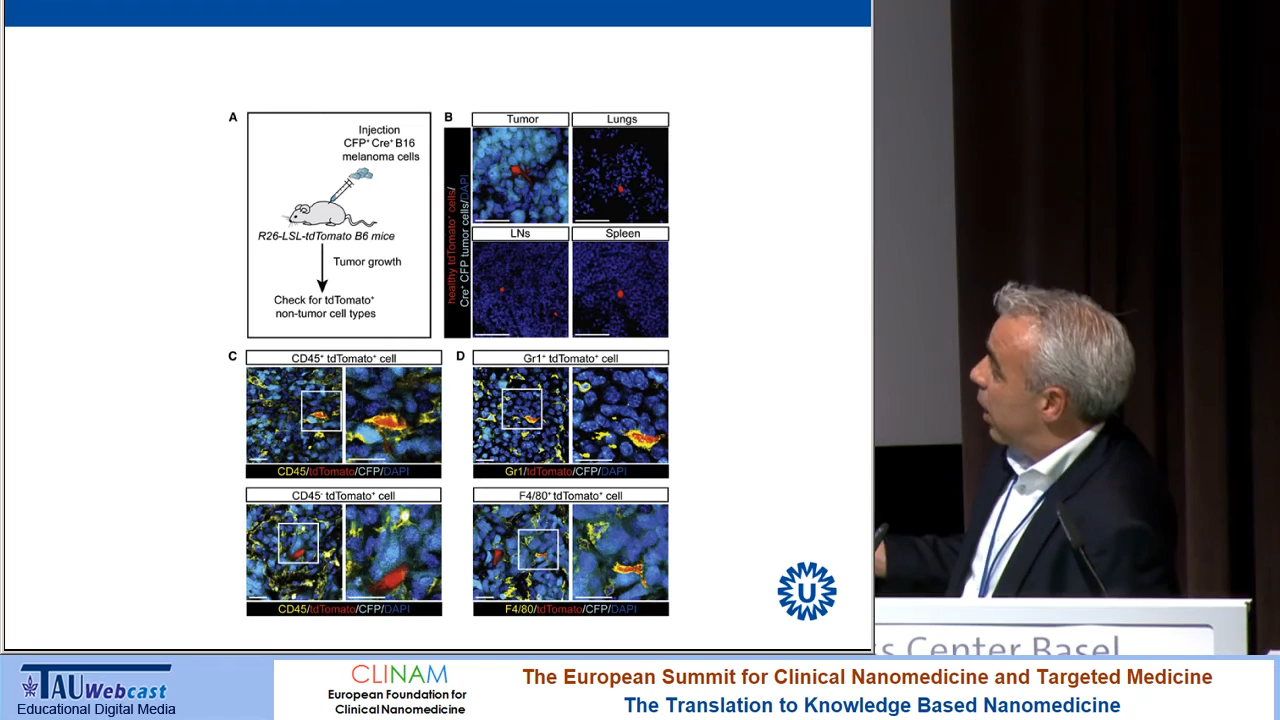 A
Injection
CFP⁺ Cre⁺ B16
melanoma cells
R26-LSL-tdTomato B6 mice
Tumor growth
Check for tdTomato⁺
non-tumor cell types
B
Tumor
Lungs
healthy tdTomato⁺ cells/
Cre⁺ CFP tumor cells/DAPI
LNs
Spleen
C
CD45⁺ tdTomato⁺ cell
CD45/tdTomato/CFP/DAPI
CD45⁻ tdTomato⁺ cell
CD45/tdTomato/CFP/DAPI
D
Gr1⁺ tdTomato⁺ cell
Gr1/tdTomato/CFP/DAPI
F4/80⁺ tdTomato⁺ cell
F4/80/tdTomato/CFP/DAPI
U
Center Basel
TAU Webcast
Educational Digital Media
CLINAM
European Foundation for
Clinical Nanomedicine
The European Summit for Clinical Nanomedicine and Targeted Medicine
The Translation to Knowledge Based Nanomedicine